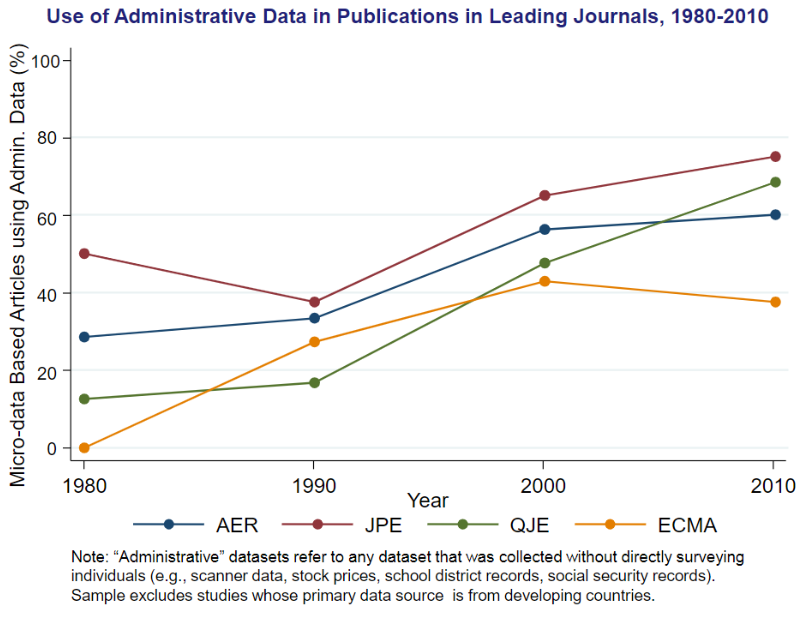 Use of Administrative Data in Publications in Leading Journals, 1980-2010
Micro-data Based Articles using Admin. Data (%)
100
80
60
40
20
0
1980 1990 2000 2010
Year
AER JPE QJE ECMA
Note: “Administrative” datasets refer to any dataset that was collected without directly surveying
individuals (e.g., scanner data, stock prices, school district records, social security records).
Sample excludes studies whose primary data source is from developing countries.